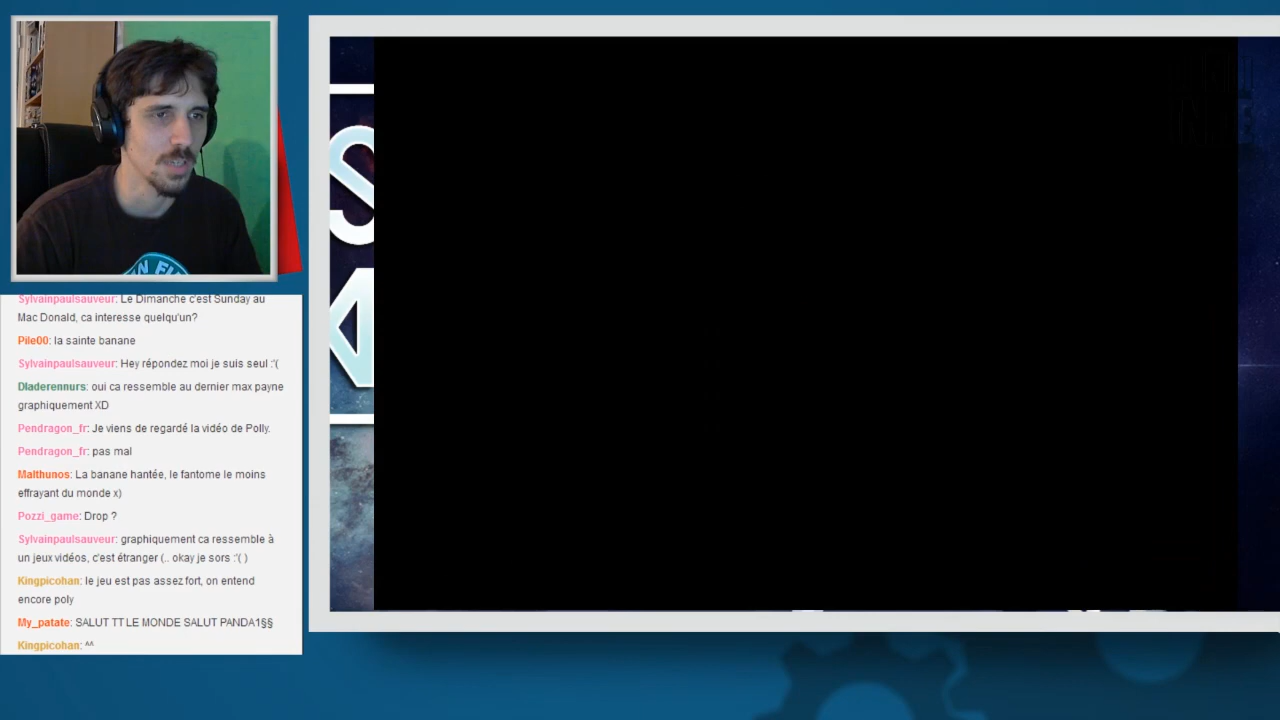 N FU
Sylvainpaulsauveur: Le Dimanche c'est Sunday au
Mac Donald, ca interesse quelqu'un?
Pile00: la sainte banane
Sylvainpaulsauveur: Hey répondez moi je suis seul :'(
Dladerennurs: oui ca ressemble au dernier max payne
graphiquement XD
Pendragon_fr: Je viens de regardé la vidéo de Polly.
Pendragon_fr: pas mal
Malthunos: La banane hantée, le fantome le moins
effrayant du monde x)
Pozzi_game: Drop ?
Sylvainpaulsauveur: graphiquement ca ressemble à
un jeux vidéos, c'est étranger (.. okay je sors :'( )
Kingpicohan: le jeu est pas assez fort, on entend
encore poly
My_patate: SALUT TT LE MONDE SALUT PANDA1§§
Kingpicohan: ^^